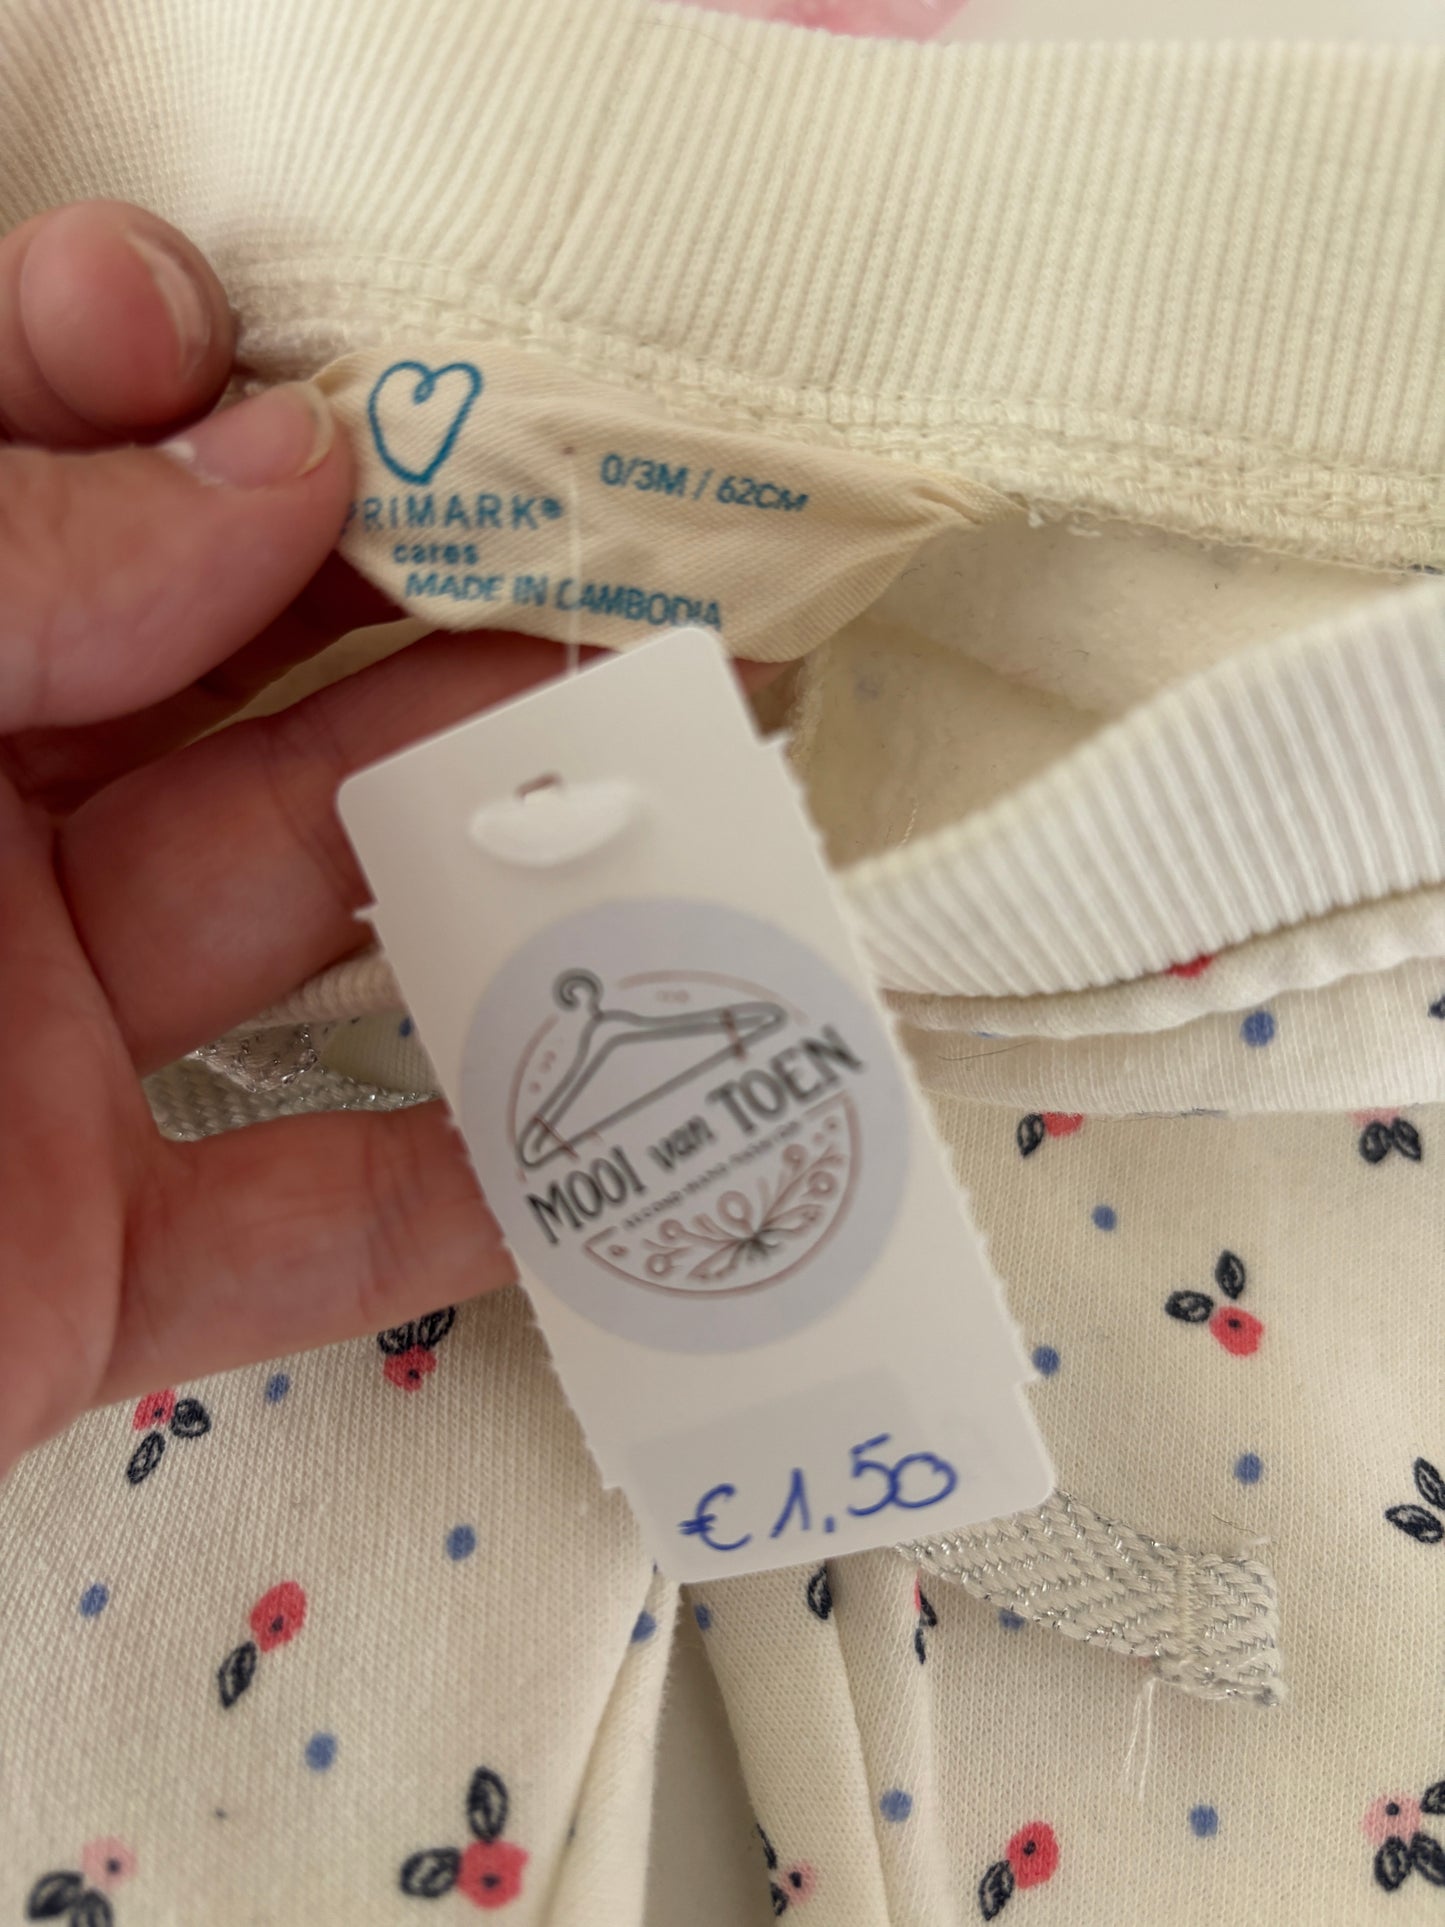 0/3M / 62CM
PRIMARK®
cares
MADE IN CAMBODIA
MOOI van TOEN
€ 1,50